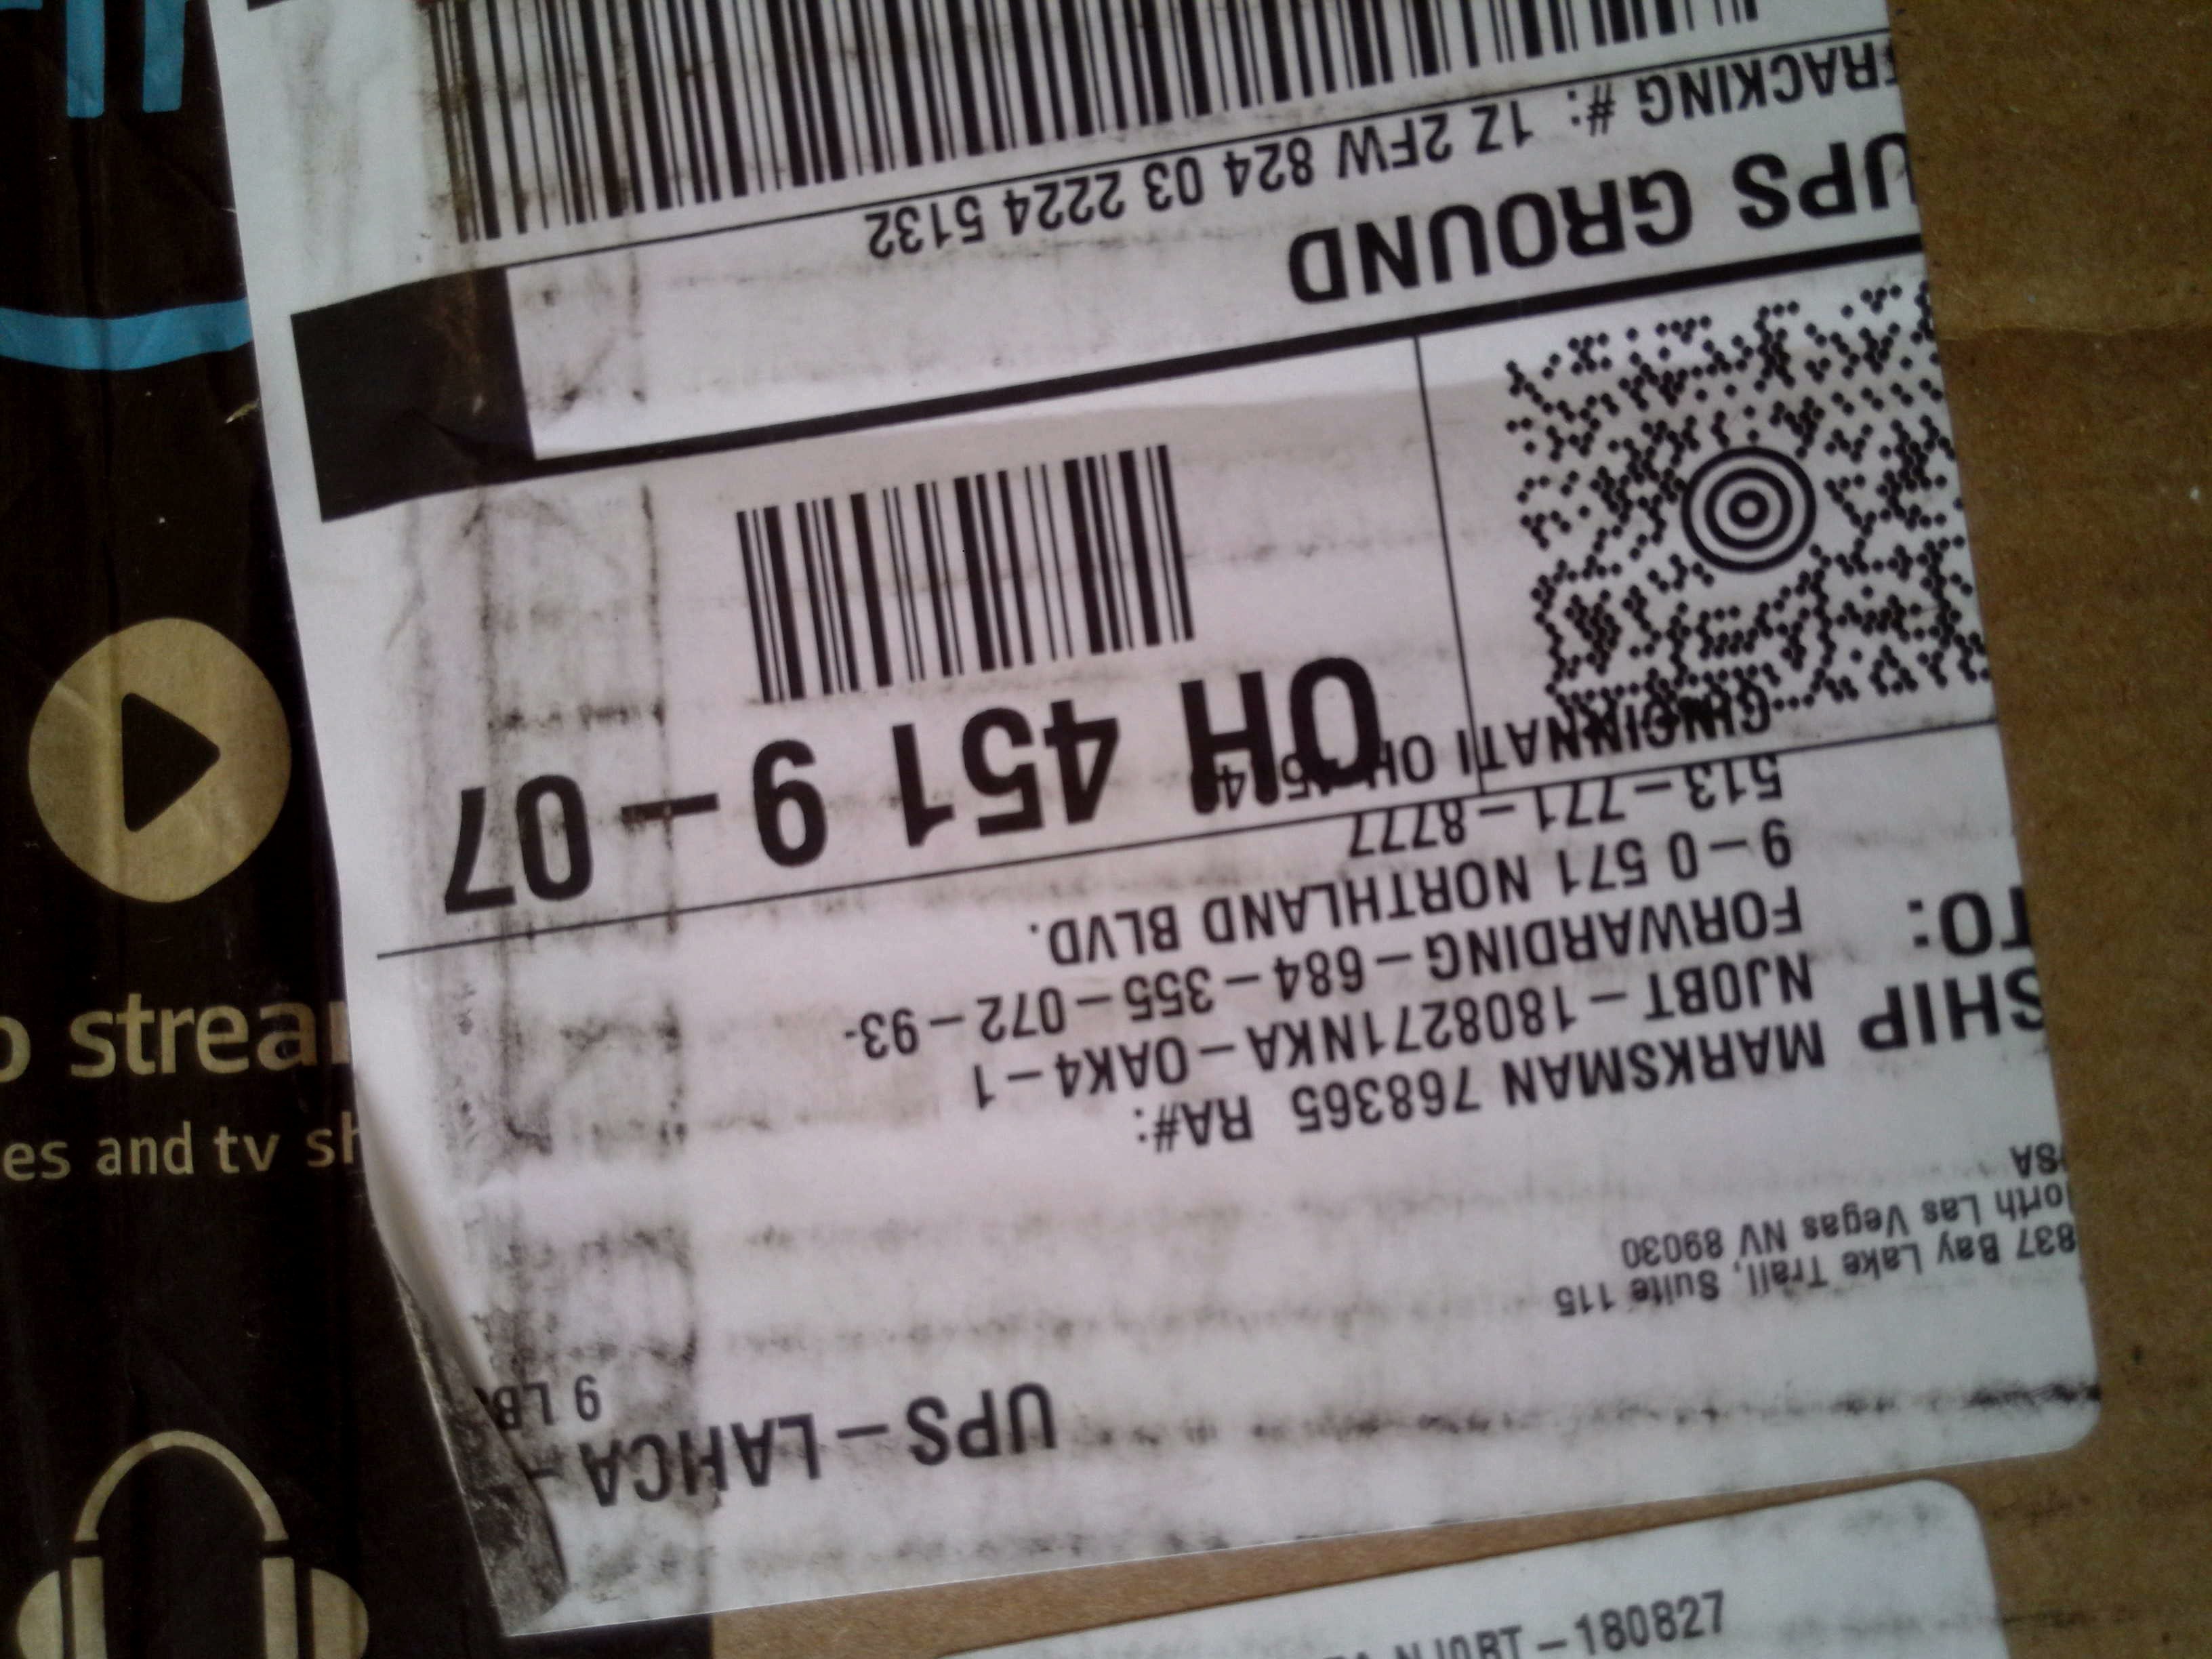 UPS-LAHCA-
9 LB
837 Bay Lake Trail, Suite 115
orth Las Vegas NV 89030
SA
SHIP
TO:
MARKSMAN 768365 RA#:
NJ0BT-1808271NKA-OAK4-1
FORWARDING-684-355-072-93-
9-0 571 NORTHLAND BLVD.
513-771-8777
CINCINNATI OH
OH 451 9-07
UPS GROUND
TRACKING #: 1Z 2FW 824 03 2224 5132
o strea
es and tv sh
NJ0BT-180827